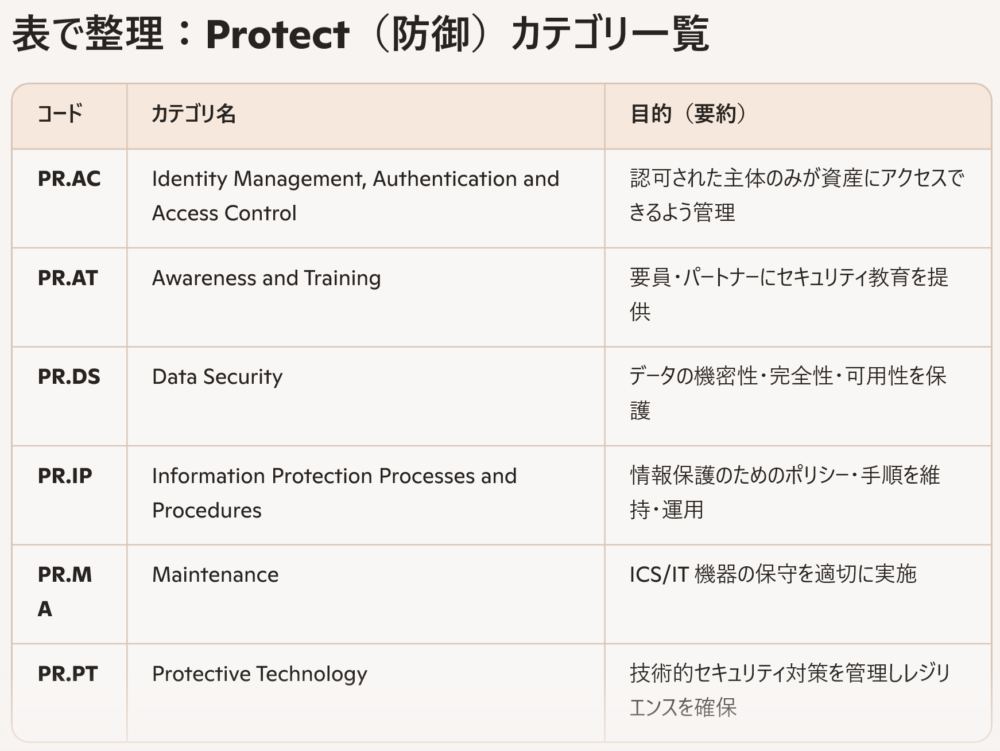 表で整理：Protect（防御）カテゴリ一覧
コード
カテゴリ名
目的（要約）
PR.AC
Identity Management, Authentication and
Access Control
認可された主体のみが資産にアクセスで
きるよう管理
PR.AT
Awareness and Training
要員・パートナーにセキュリティ教育を提
供
PR.DS
Data Security
データの機密性・完全性・可用性を保
護
PR.IP
Information Protection Processes and
Procedures
情報保護のためのポリシー・手順を維
持・運用
PR.M
A
Maintenance
ICS/IT 機器の保守を適切に実施
PR.PT
Protective Technology
技術的セキュリティ対策を管理しレジリ
エンスを確保